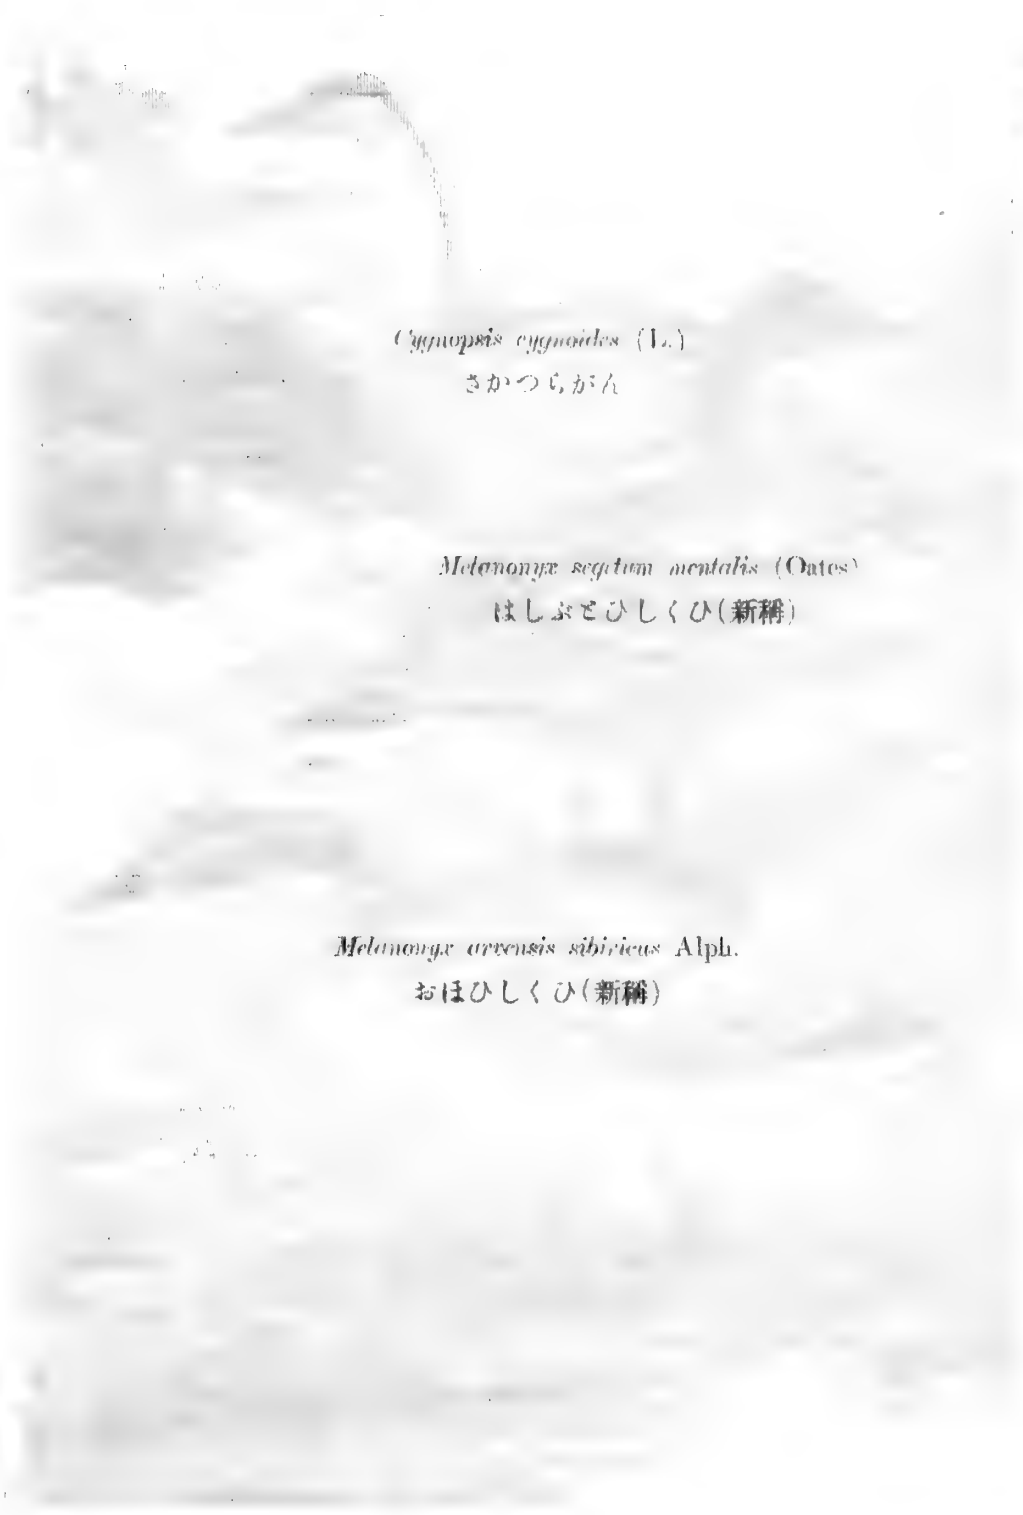 Cygnopsis cygnoides (L.)
さかつらがん
Melanonyx segetum mentalis (Oates)
はしぶとひしくひ(新稱)
Melanonyx arvensis sibiricus Alph.
おほひしくひ(新稱)